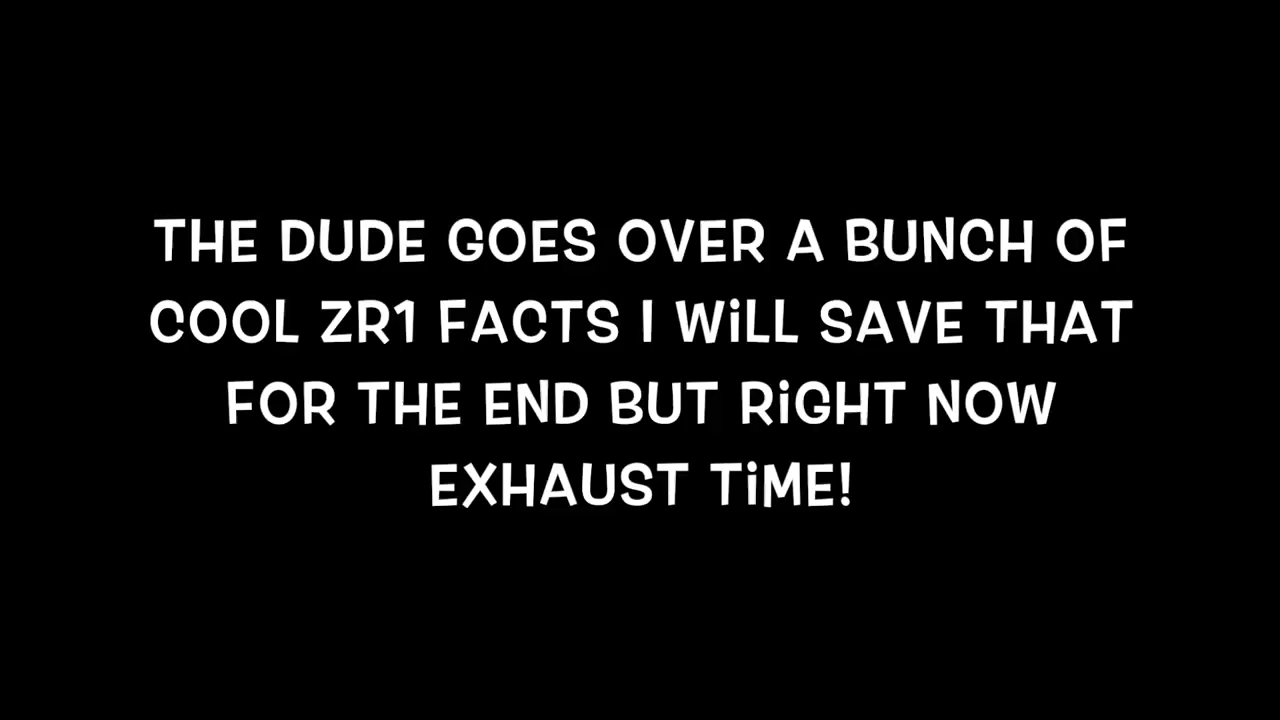 THE DUDE GOES OVER A BUNCH OF
COOL ZR1 FACTS I WiLL SAVE THAT
FOR THE END BUT RiGHT NOW
EXHAUST TiME!